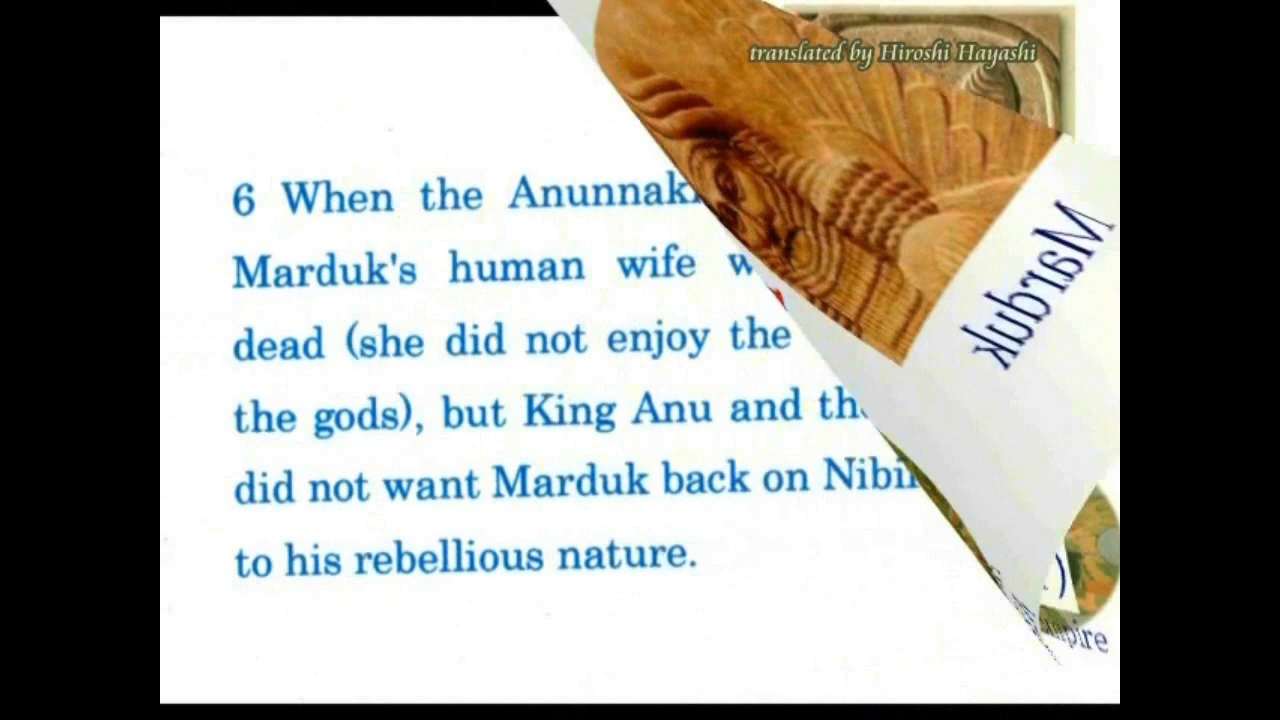 translated by Hiroshi Hayashi
6 When the Anunnaki
Marduk's human wife
dead (she did not enjoy the
the gods), but King Anu and
did not want Marduk back on
to his rebellious nature.
Marduk